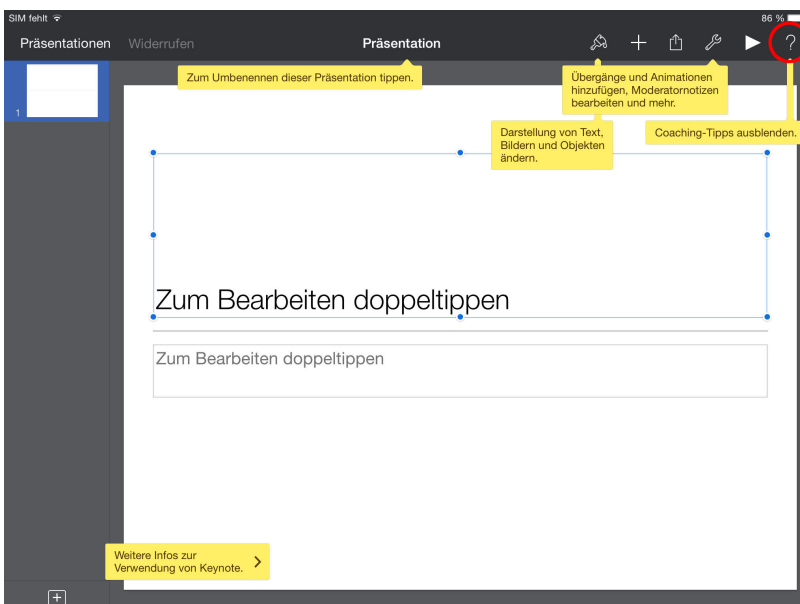 SIM fehlt
86 %
Präsentationen
Widerrufen
Präsentation
?
Zum Umbenennen dieser Präsentation tippen.
Übergänge und Animationen
hinzufügen, Moderatornotizen
bearbeiten und mehr.
1
Darstellung von Text,
Bildern und Objekten
ändern.
Coaching-Tipps ausblenden.
Zum Bearbeiten doppeltippen
Zum Bearbeiten doppeltippen
Weitere Infos zur
Verwendung von Keynote.